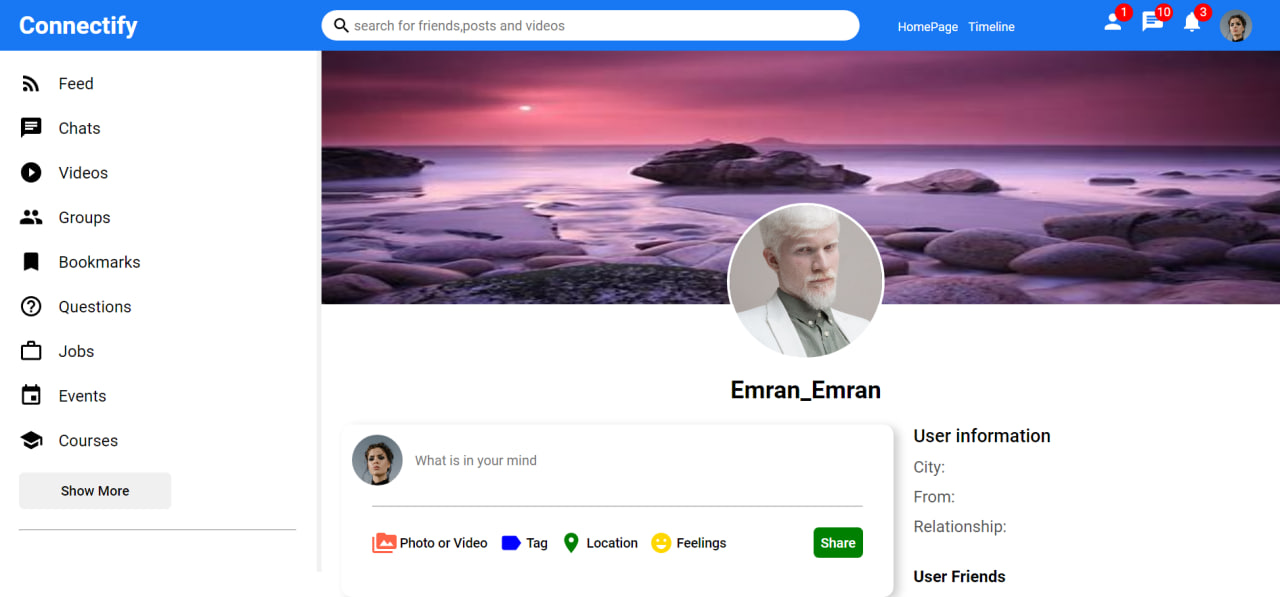 Connectify
search for friends,posts and videos
HomePage Timeline
1
10
3
Feed
Chats
Videos
Groups
Bookmarks
Questions
Jobs
Events
Courses
Show More
Emran_Emran
What is in your mind
Photo or Video Tag Location Feelings Share
User information
City:
From:
Relationship:
User Friends